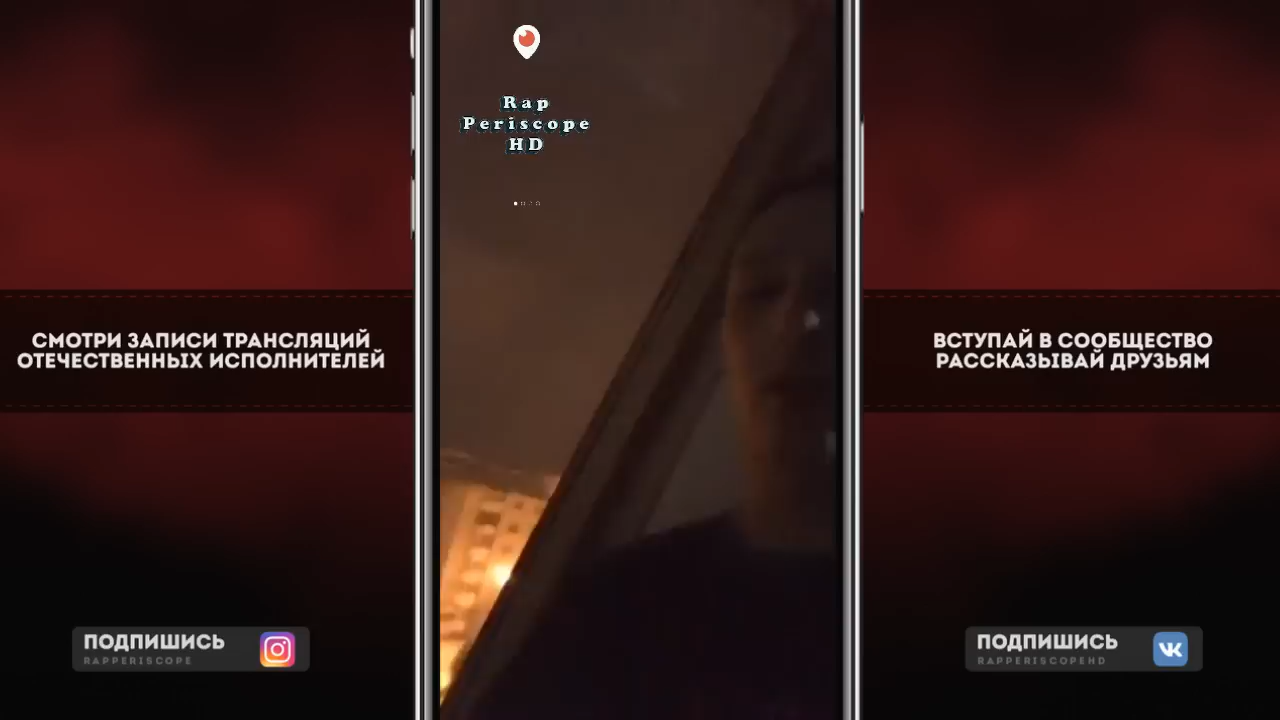 Rap
Periscope
HD
СМОТРИ ЗАПИСИ ТРАНСЛЯЦИЙ
ОТЕЧЕСТВЕННЫХ ИСПОЛНИТЕЛЕЙ
ВСТУПАЙ В СООБЩЕСТВО
РАССКАЗЫВАЙ ДРУЗЬЯМ
ПОДПИШИСЬ
RAPPERISCOPE
ПОДПИШИСЬ
RAPPERISCOPEHD